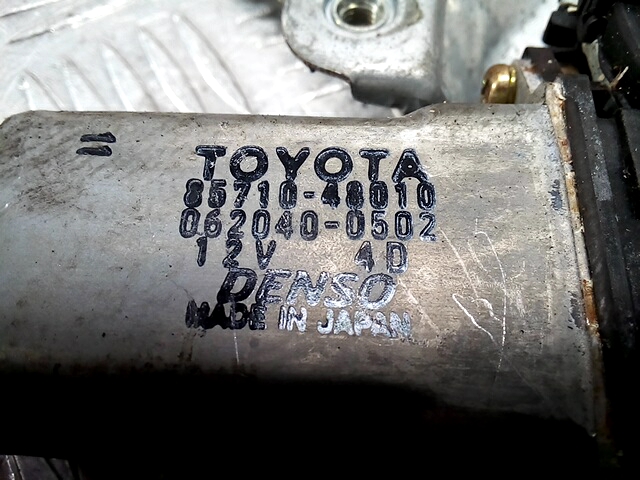 TOYOTA
85710-48010
062040-0502
12V 4D
DENSO
MADE IN JAPAN